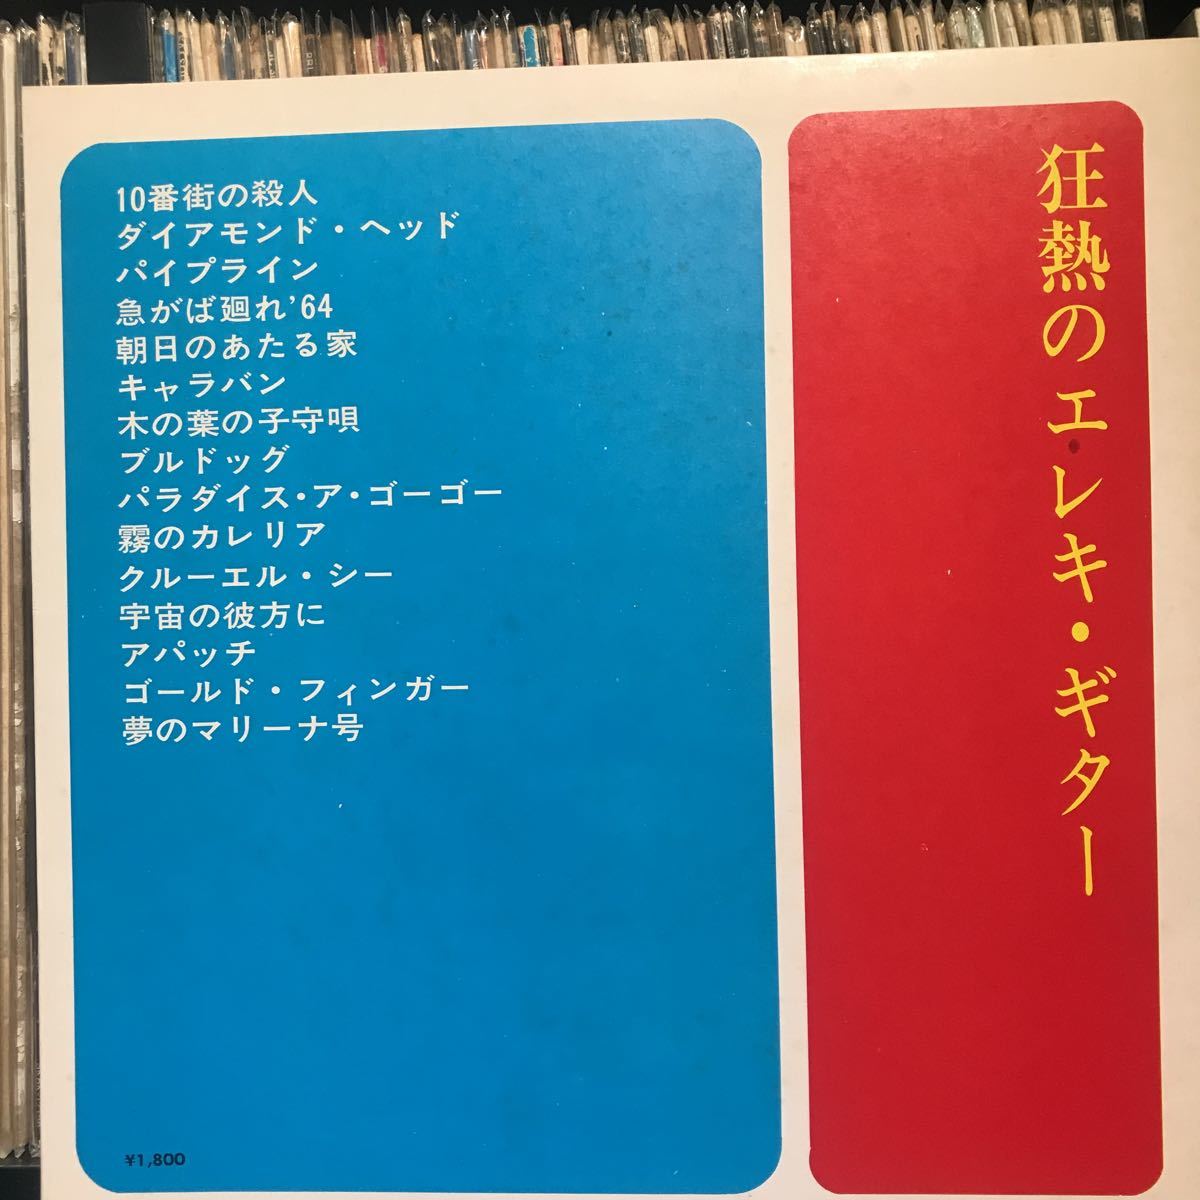 狂熱のエレキ・ギター
10番街の殺人
ダイアモンド・ヘッド
パイプライン
急がば廻れ'64
朝日のあたる家
キャラバン
木の葉の子守唄
ブルドッグ
パラダイス・ア・ゴーゴー
霧のカレリア
クルーエル・シー
宇宙の彼方に
アパッチ
ゴールド・フィンガー
夢のマリーナ号
¥1,800